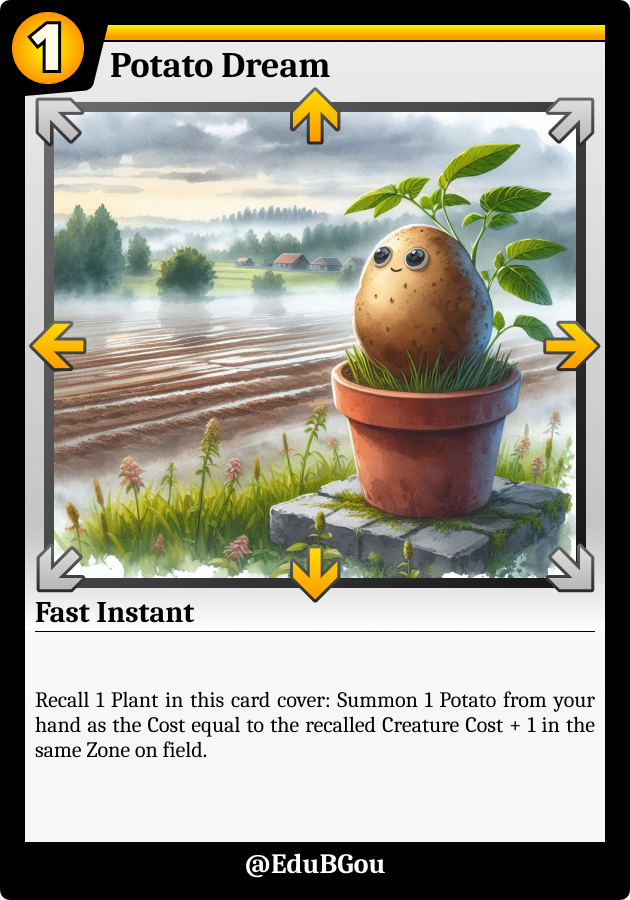 1
Potato Dream
Fast Instant
Recall 1 Plant in this card cover: Summon 1 Potato from your
hand as the Cost equal to the recalled Creature Cost + 1 in the
same Zone on field.
@EduBGou